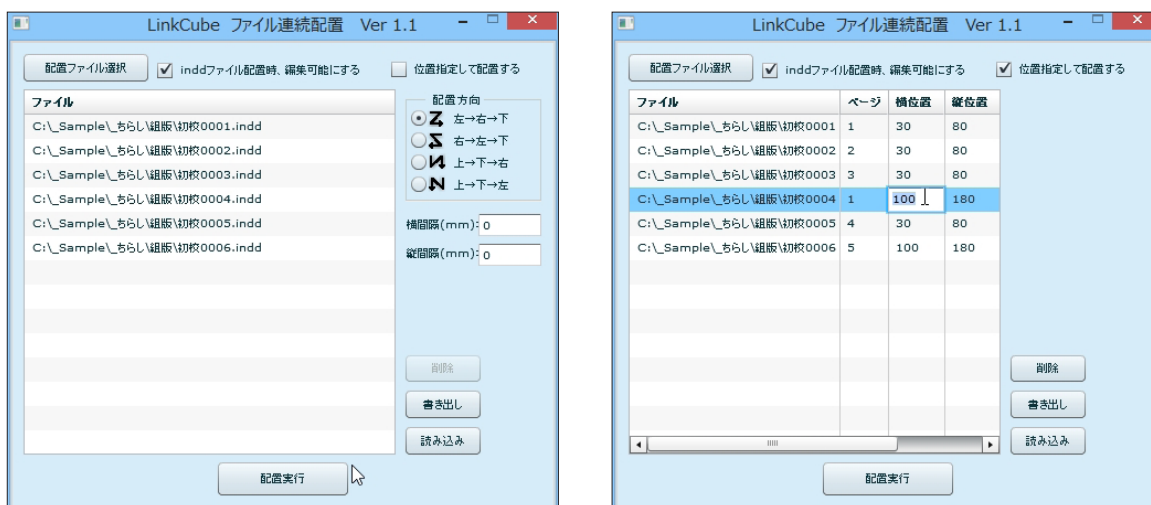 LinkCube ファイル連続配置 Ver 1.1
配置ファイル選択 inddファイル配置時、編集可能にする 位置指定して配置する
ファイル
C:\_Sample\_ちらし\組版\初校0001.indd
C:\_Sample\_ちらし\組版\初校0002.indd
C:\_Sample\_ちらし\組版\初校0003.indd
C:\_Sample\_ちらし\組版\初校0004.indd
C:\_Sample\_ちらし\組版\初校0005.indd
C:\_Sample\_ちらし\組版\初校0006.indd
配置方向
左→右→下
右→左→下
上→下→右
上→下→左
横間隔(mm): 0
縦間隔(mm): 0
削除
書き出し
読み込み
配置実行
LinkCube ファイル連続配置 Ver 1.1
配置ファイル選択 inddファイル配置時、編集可能にする 位置指定して配置する
ファイル ページ 横位置 縦位置
C:\_Sample\_ちらし\組版\初校0001 1 30 80
C:\_Sample\_ちらし\組版\初校0002 2 30 80
C:\_Sample\_ちらし\組版\初校0003 3 30 80
C:\_Sample\_ちらし\組版\初校0004 1 100 180
C:\_Sample\_ちらし\組版\初校0005 4 30 80
C:\_Sample\_ちらし\組版\初校0006 5 100 180
削除
書き出し
読み込み
配置実行